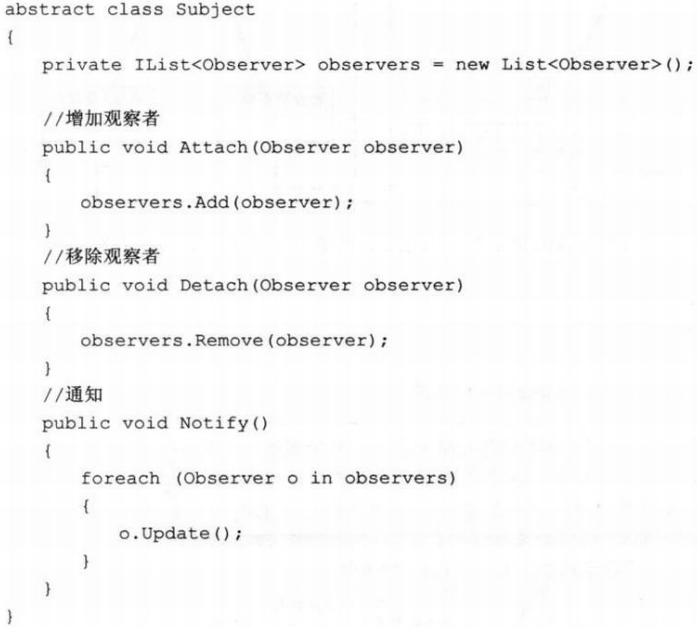 abstract class Subject
{
private IList<Observer> observers = new List<Observer>();
//增加观察者
public void Attach(Observer observer)
{
observers.Add(observer);
}
//移除观察者
public void Detach(Observer observer)
{
observers.Remove(observer);
}
//通知
public void Notify()
{
foreach (Observer o in observers)
{
o.Update();
}
}
}